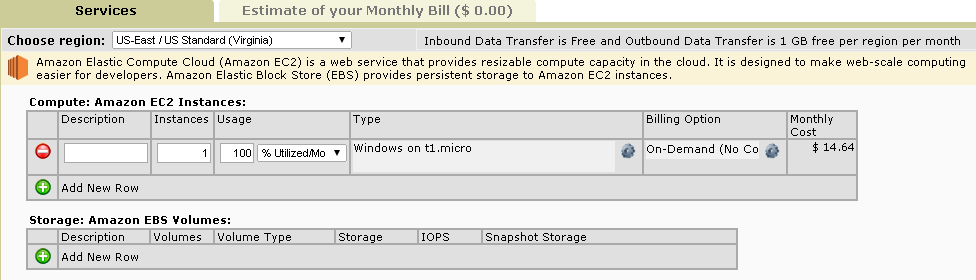 Services Estimate of your Monthly Bill ($ 0.00)
Choose region: US-East / US Standard (Virginia) Inbound Data Transfer is Free and Outbound Data Transfer is 1 GB free per region per month
Amazon Elastic Compute Cloud (Amazon EC2) is a web service that provides resizable compute capacity in the cloud. It is designed to make web-scale computing
easier for developers. Amazon Elastic Block Store (EBS) provides persistent storage to Amazon EC2 instances.
Compute: Amazon EC2 Instances:
Description Instances Usage Type Billing Option Monthly
Cost
1 100 % Utilized/Mo Windows on t1.micro On-Demand (No Co $ 14.64
Add New Row
Storage: Amazon EBS Volumes:
Description Volumes Volume Type Storage IOPS Snapshot Storage
Add New Row